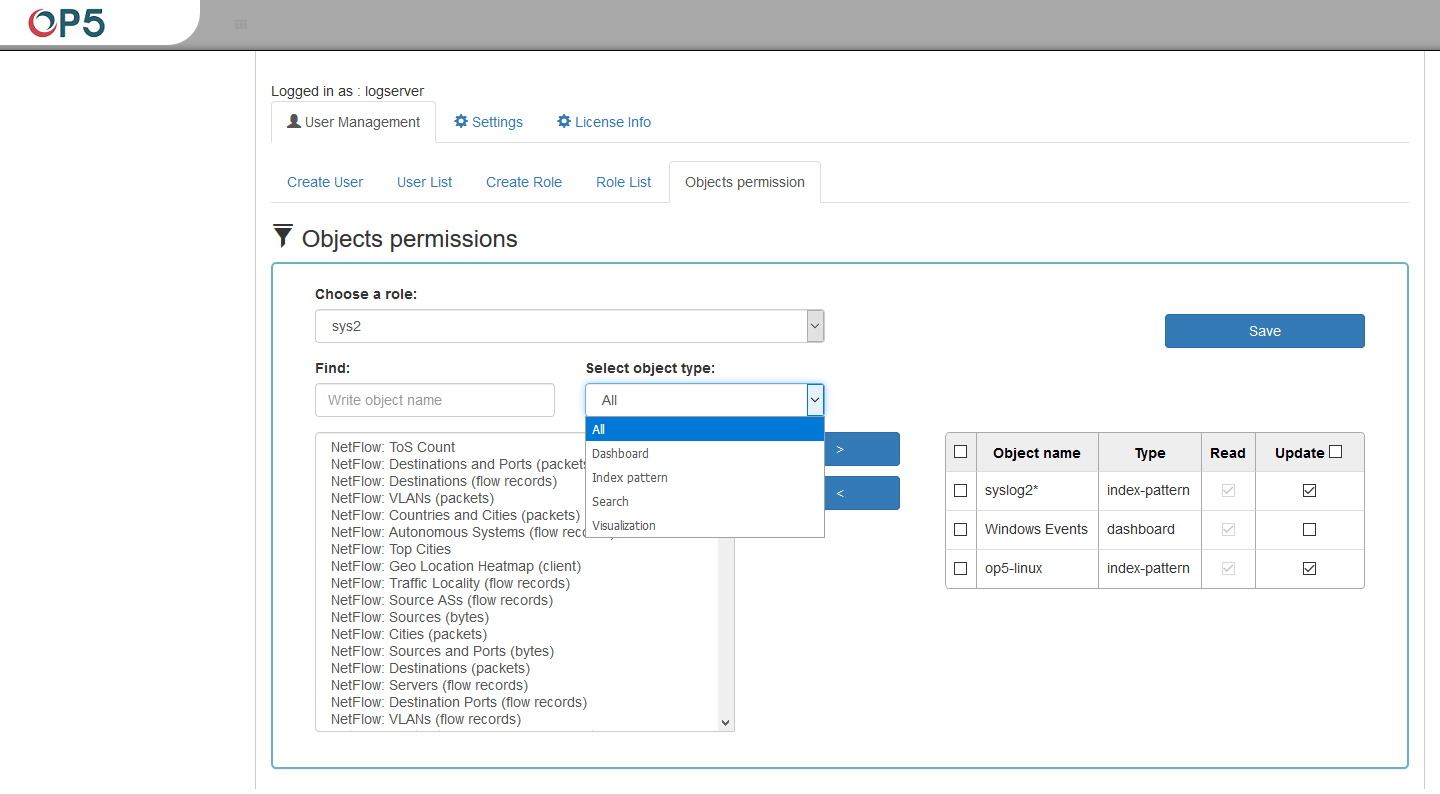 OP5
Logged in as : logserver
User Management
Settings
License Info
Create User
User List
Create Role
Role List
Objects permission
Objects permissions
Choose a role:
sys2
Save
Find:
Select object type:
Write object name
All
All
Dashboard
Index pattern
Search
Visualization
NetFlow: ToS Count
NetFlow: Destinations and Ports (packets
NetFlow: Destinations (flow records)
NetFlow: VLANs (packets)
NetFlow: Countries and Cities (packets)
NetFlow: Autonomous Systems (flow
NetFlow: Top Cities
NetFlow: Geo Location Heatmap (client)
NetFlow: Traffic Locality (flow records)
NetFlow: Source ASs (flow records)
NetFlow: Sources (bytes)
NetFlow: Cities (packets)
NetFlow: Sources and Ports (bytes)
NetFlow: Destinations (packets)
NetFlow: Servers (flow records)
NetFlow: Destination Ports (flow records)
NetFlow: VLANs (flow records)
>
<
Object name Type Read Update
syslog2* index-pattern
Windows Events dashboard
op5-linux index-pattern